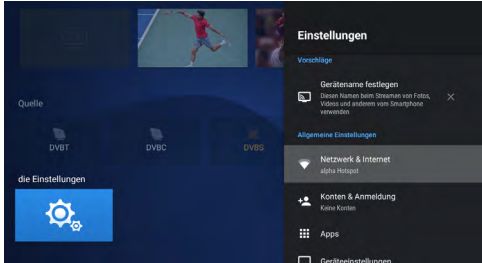 Quelle
DVBT
DVBC
DVBS
die Einstellungen
Einstellungen
Vorschläge
Gerätename festlegen
Diesen Namen beim Streamen von Fotos,
Videos und anderem vom Smartphone
verwenden
Allgemeine Einstellungen
Netzwerk & Internet
alpha Hotspot
Konten & Anmeldung
Keine Konten
Apps
Geräteeinstellungen